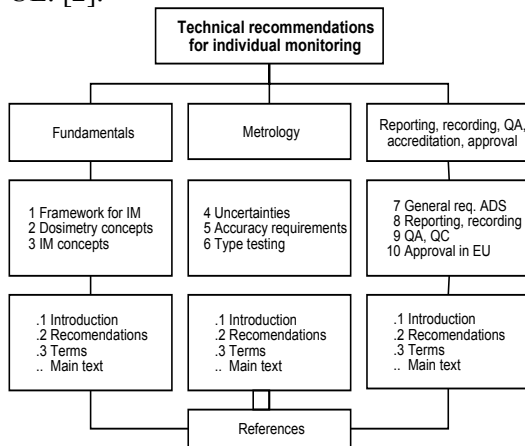 Technical recommendations
for individual monitoring
Fundamentals
Metrology
Reporting, recording, QA,
accreditation, approval
1 Framework for IM
2 Dosimetry concepts
3 IM concepts
4 Uncertainties
5 Accuracy requirements
6 Type testing
7 General req. ADS
8 Reporting, recording
9 QA, QC
10 Approval in EU
.1 Introduction
.2 Recomendations
.3 Terms
.. Main text
.1 Introduction
.2 Recomendations
.3 Terms
.. Main text
.1 Introduction
.2 Recomendations
.3 Terms
.. Main text
References